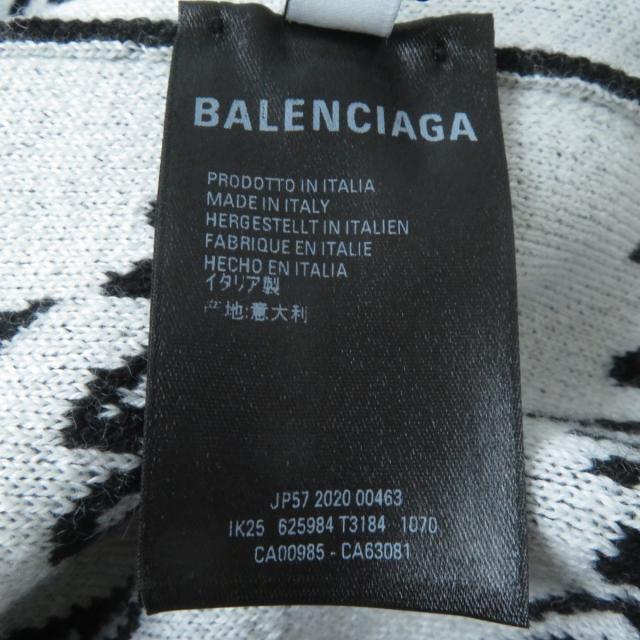 BALENCIAGA
PRODOTTO IN ITALIA
MADE IN ITALY
HERGESTELLT IN ITALIEN
FABRIQUE EN ITALIE
HECHO EN ITALIA
イタリア製
产地:意大利
JP57 2020 00463
IK25 625984 T3184 1070
CA00985 - CA63081